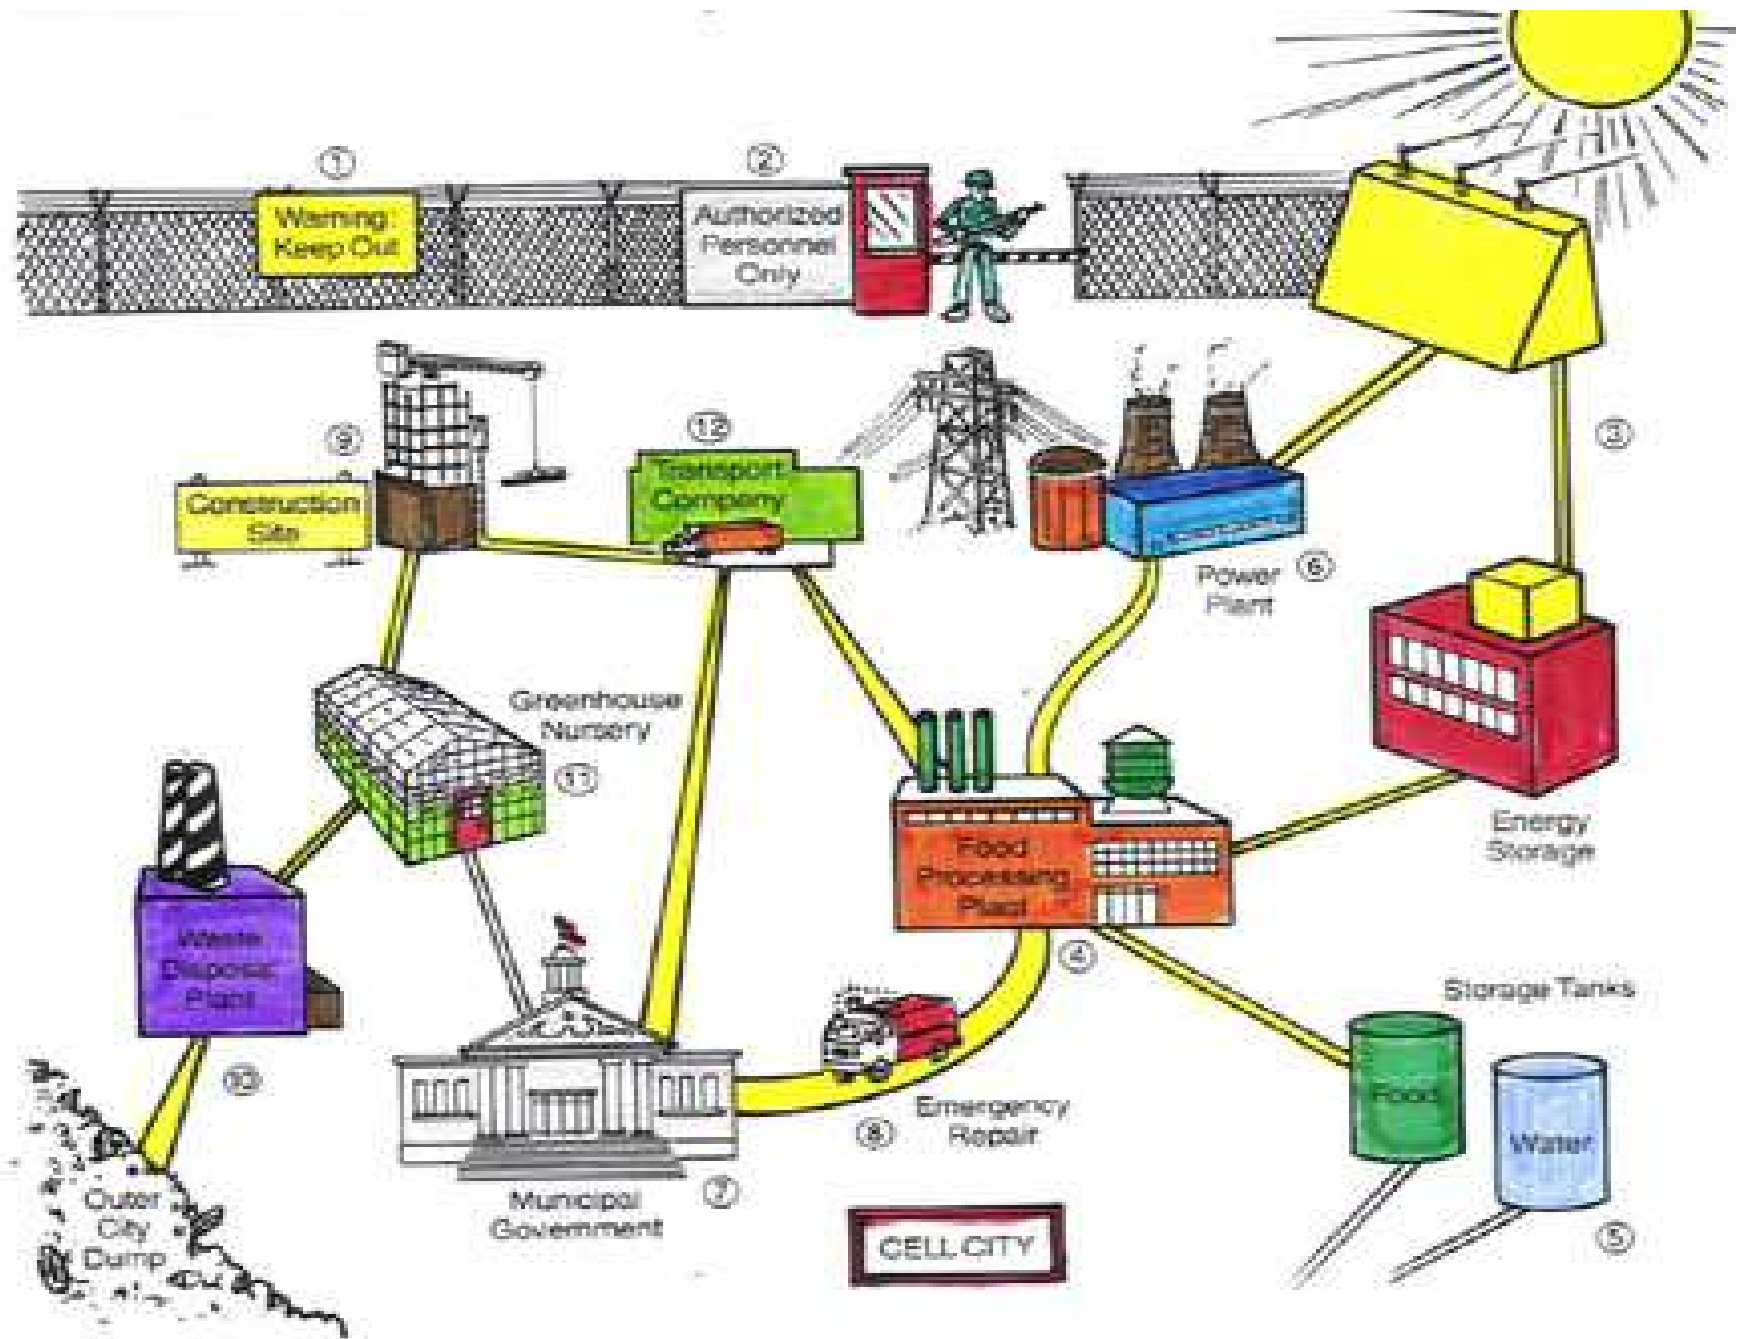 ①
②
Warning:
Keep Out
Authorized
Personnel
Only
③
⑨
⑫
Transport
Company
Construction
Site
Power
Plant
⑥
Greenhouse
Nursery
⑪
Energy
Storage
Food
Processing
Plant
④
Waste
Disposal
Plant
Storage Tanks
Food
Water
⑤
⑩
⑧
Emergency
Repair
Municipal
Government
⑦
Outer
City
Dump
CELL CITY